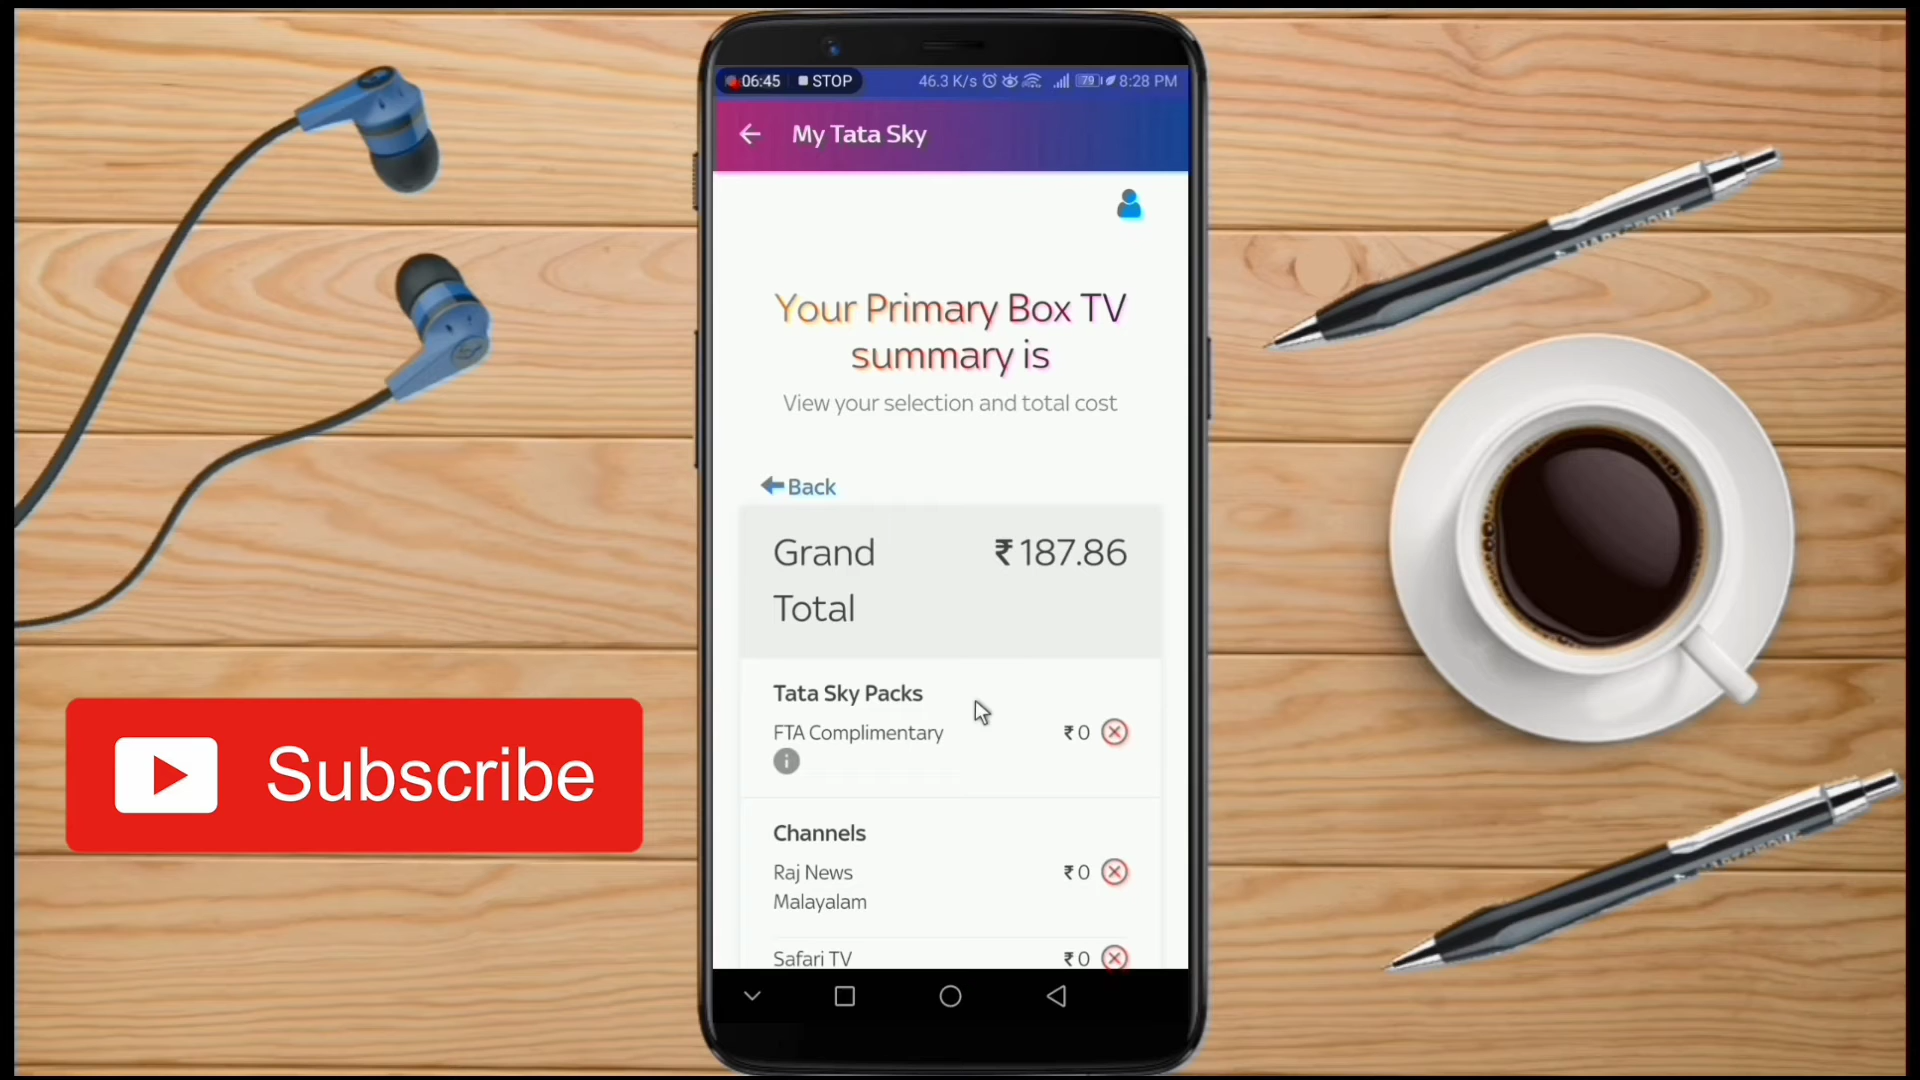 06:45 STOP 46.3 K/s 79 8:28 PM
My Tata Sky
Your Primary Box TV
summary is
View your selection and total cost
Back
Grand ₹187.86
Total
Tata Sky Packs
FTA Complimentary ₹0
i
Channels
Raj News ₹0
Malayalam
Safari TV ₹0
Subscribe